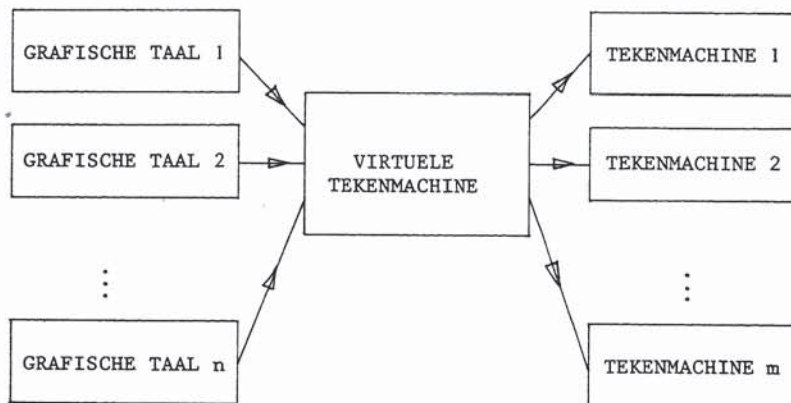 GRAFISCHE TAAL 1
GRAFISCHE TAAL 2
⋮
GRAFISCHE TAAL n
VIRTUELE
TEKENMACHINE
TEKENMACHINE 1
TEKENMACHINE 2
⋮
TEKENMACHINE m